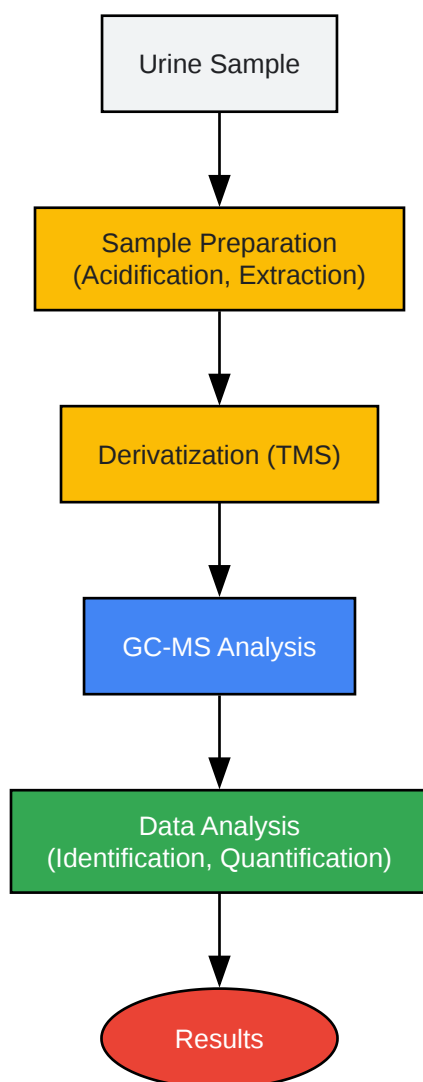 Urine Sample
Sample Preparation
(Acidification, Extraction)
Derivatization (TMS)
GC-MS Analysis
Data Analysis
(Identification, Quantification)
Results